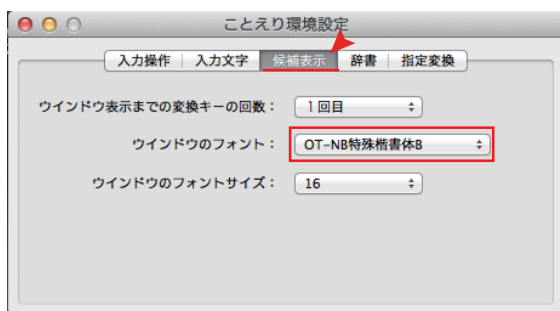 ことえり環境設定
入力操作 入力文字 候補表示 辞書 指定変換
ウインドウ表示までの変換キーの回数： 1回目
ウインドウのフォント： OT-NB特殊楷書体B
ウインドウのフォントサイズ： 16